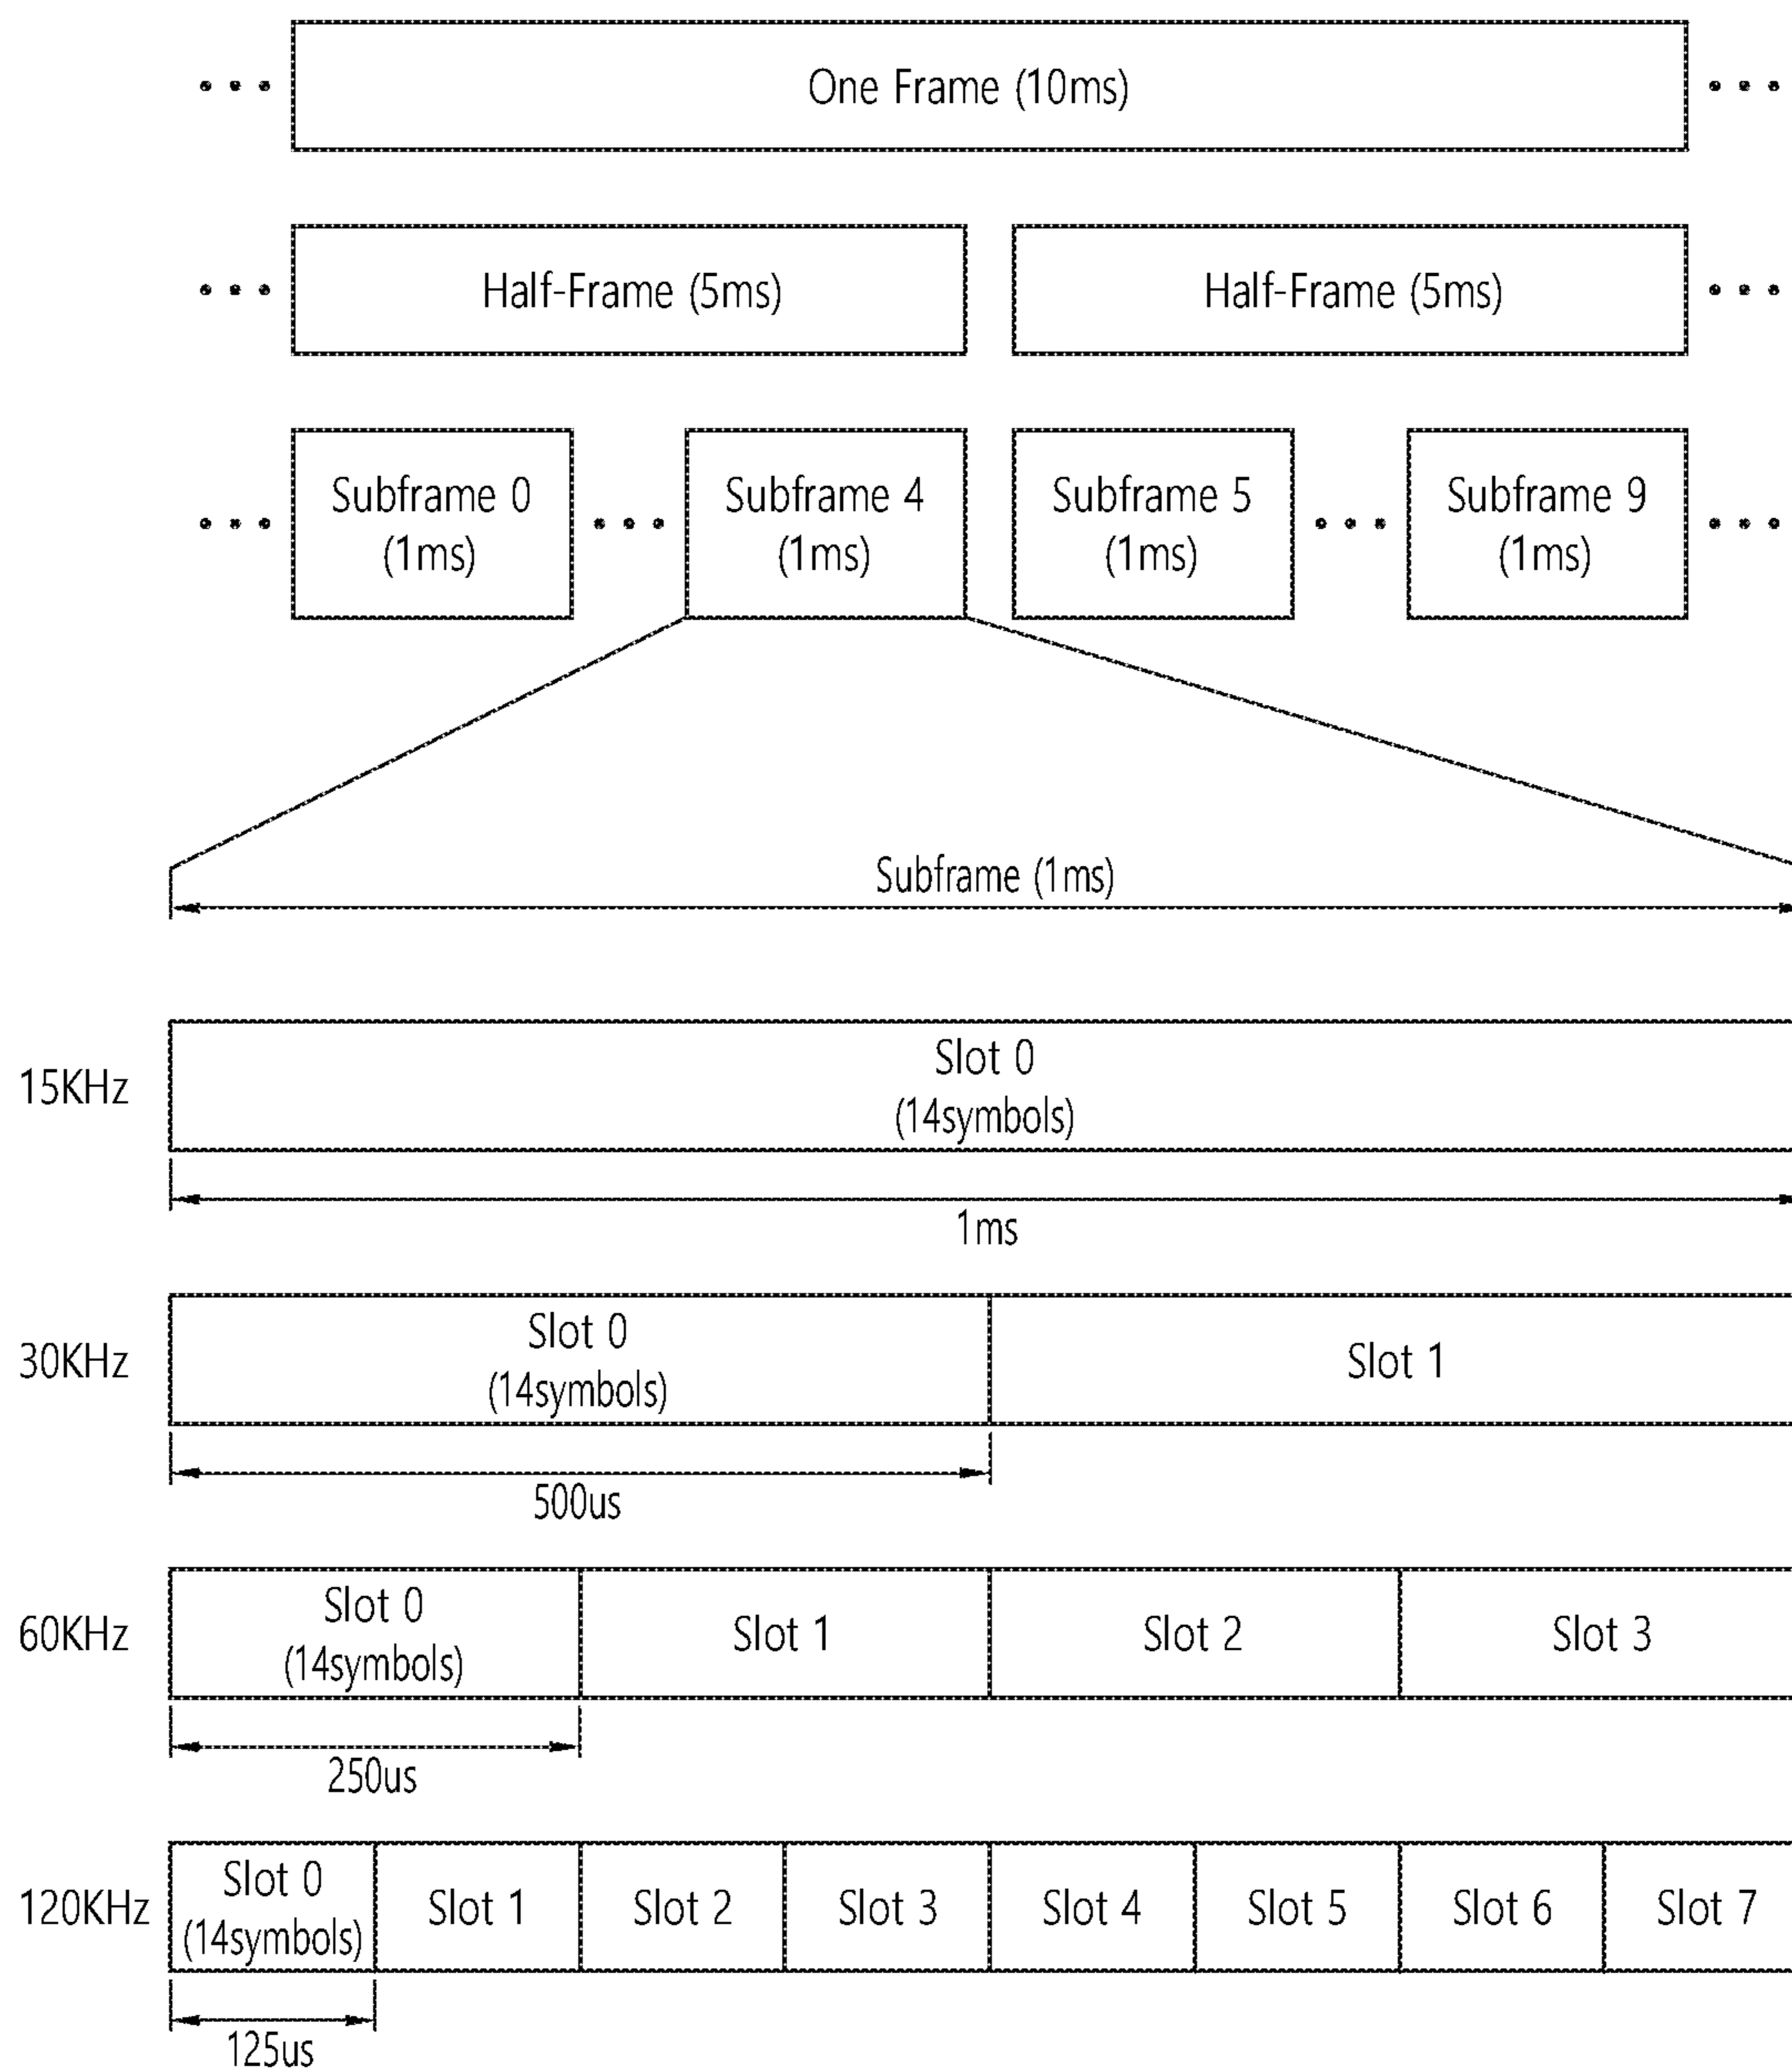 One Frame (10ms)
Half-Frame (5ms)
Half-Frame (5ms)
Subframe 0
(1ms)
Subframe 4
(1ms)
Subframe 5
(1ms)
Subframe 9
(1ms)
Subframe (1ms)
15KHz
Slot 0
(14symbols)
1ms
30KHz
Slot 0
(14symbols)
Slot 1
500us
60KHz
Slot 0
(14symbols)
Slot 1
Slot 2
Slot 3
250us
120KHz
Slot 0
(14symbols)
Slot 1
Slot 2
Slot 3
Slot 4
Slot 5
Slot 6
Slot 7
125us